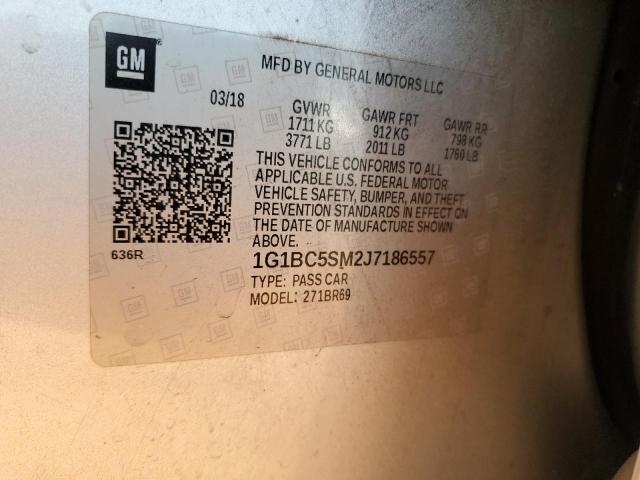 GM
®
MFD BY GENERAL MOTORS LLC
03/18
GVWR GAWR FRT GAWR RR
1711 KG 912 KG 798 KG
3771 LB 2011 LB 1760 LB
THIS VEHICLE CONFORMS TO ALL
APPLICABLE U.S. FEDERAL MOTOR
VEHICLE SAFETY, BUMPER, AND THEFT
PREVENTION STANDARDS IN EFFECT ON
THE DATE OF MANUFACTURE SHOWN
ABOVE.
636R
1G1BC5SM2J7186557
TYPE: PASS CAR
MODEL: 271BR69